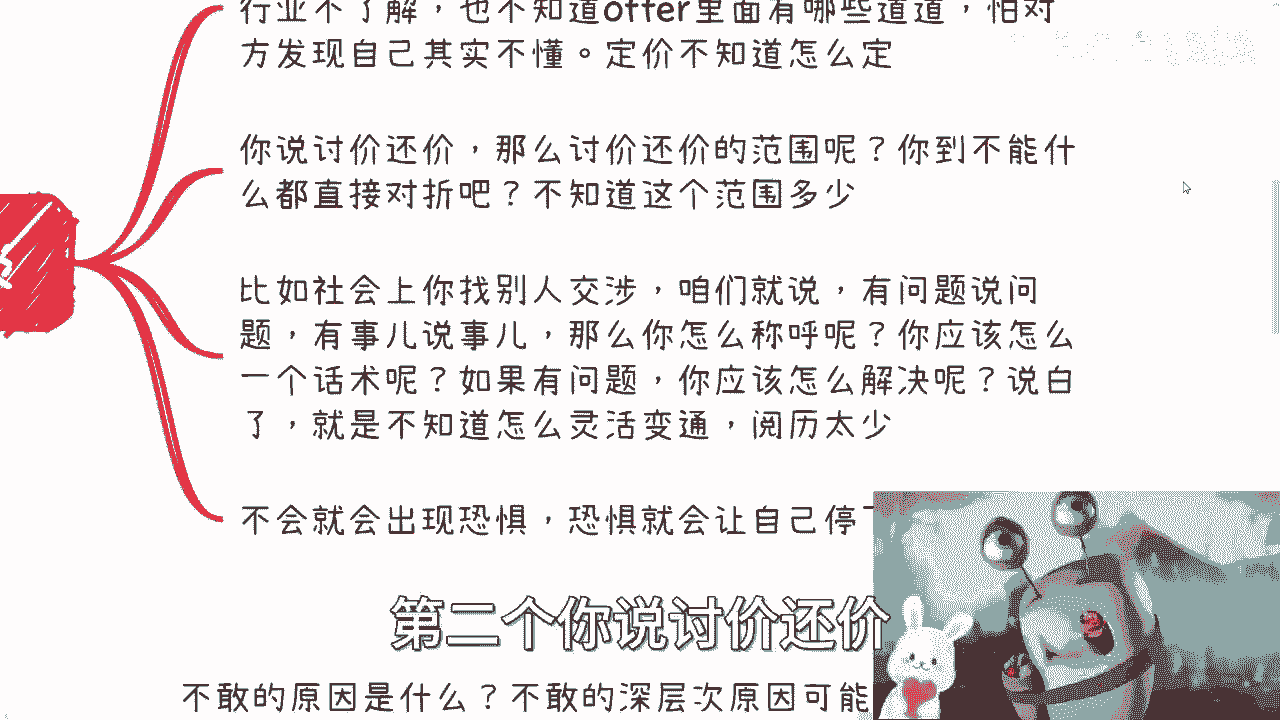 行业不了解，也不知道offer里面有哪些道道，怕对
方发现自己其实不懂。定价不知道怎么定
你说讨价还价，那么讨价还价的范围呢？你到不能什
么都直接对折吧？不知道这个范围多少
比如社会上你找别人交涉，咱们就说，有问题说问
题，有事儿说事儿，那么你怎么称呼呢？你应该怎么
一个话术呢？如果有问题，你应该怎么解决呢？说白
了，就是不知道怎么灵活变通，阅历太少
不会就会出现恐惧，恐惧就会让自己停
第二个你说讨价还价
不敢的原因是什么？不敢的深层次原因可能